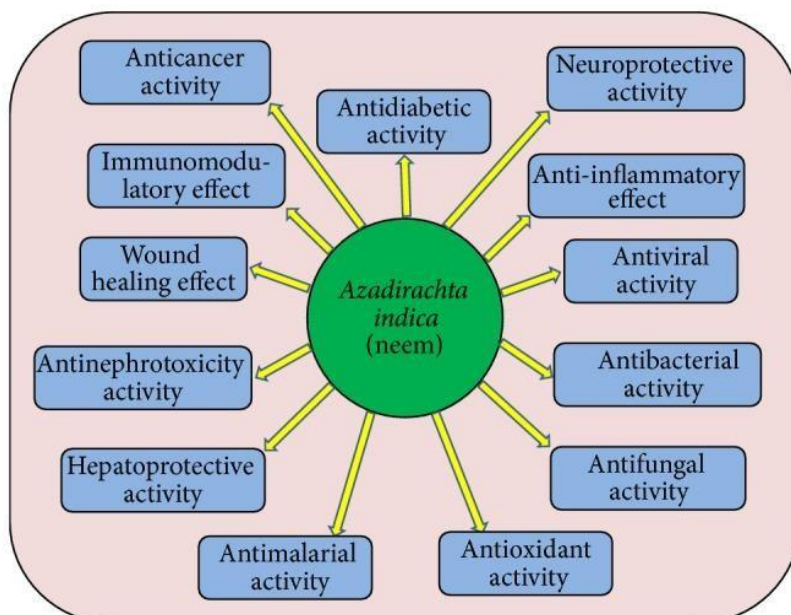 Anticancer
activity
Antidiabetic
activity
Neuroprotective
activity
Immunomodu-
latory effect
Anti-inflammatory
effect
Wound
healing effect
Azadirachta
indica
(neem)
Antiviral
activity
Antinephrotoxicity
activity
Antibacterial
activity
Hepatoprotective
activity
Antifungal
activity
Antimalarial
activity
Antioxidant
activity